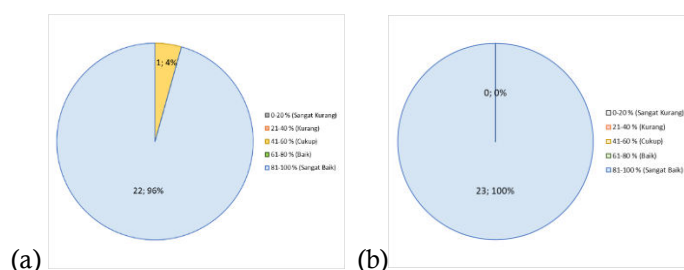 1; 4%
22; 96%
0-20 % (Sangat Kurang)
21-40 % (Kurang)
41-60 % (Cukup)
61-80 % (Baik)
81-100 % (Sangat Baik)
(a)
0; 0%
23; 100%
0-20 % (Sangat Kurang)
21-40 % (Kurang)
41-60 % (Cukup)
61-80 % (Baik)
81-100 % (Sangat Baik)
(b)